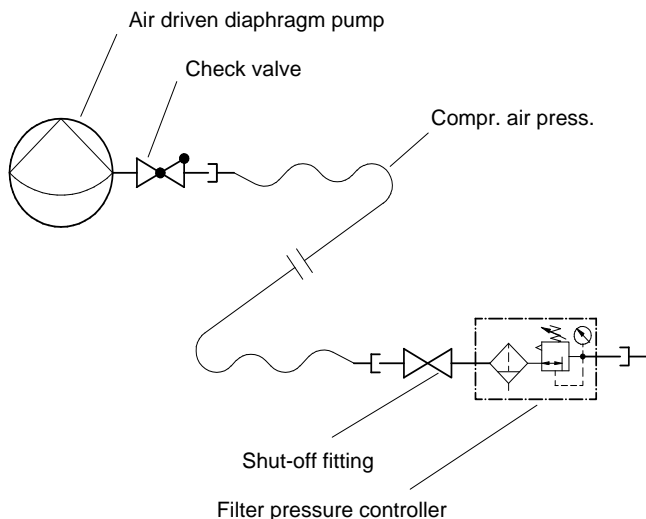 Air driven diaphragm pump
Check valve
Compr. air press.
Shut-off fitting
Filter pressure controller